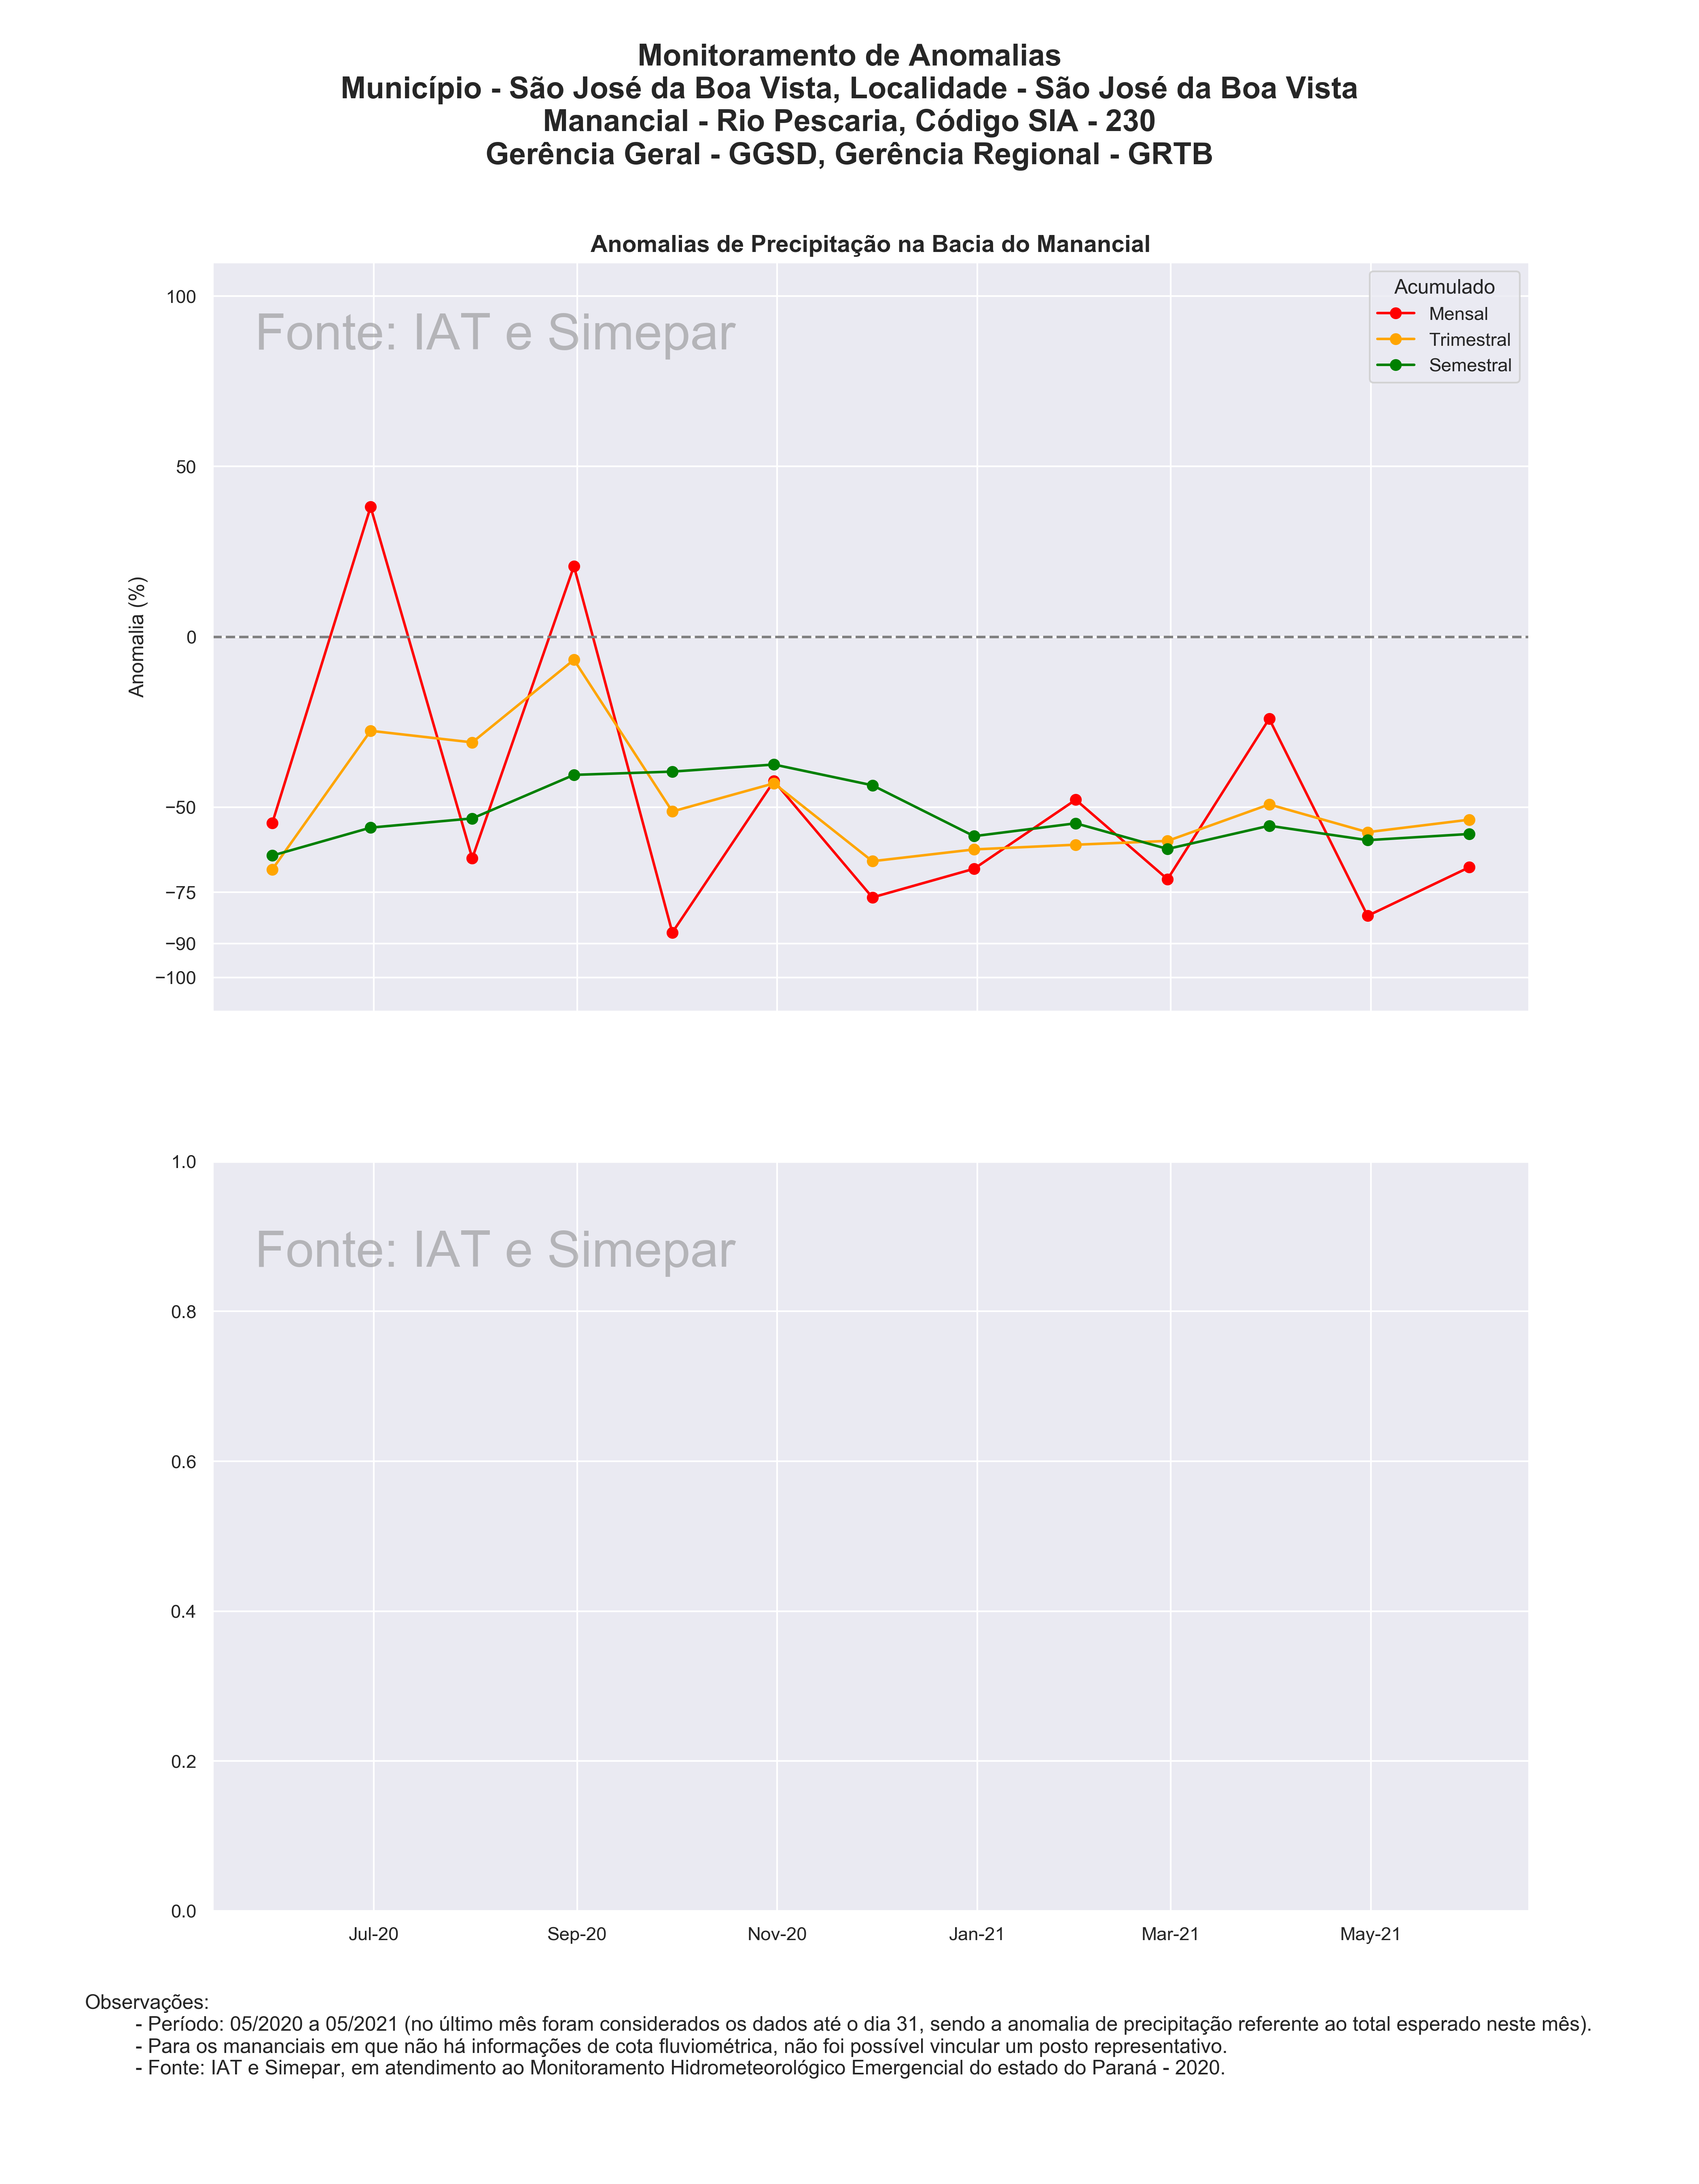 Monitoramento de Anomalias
Município - São José da Boa Vista, Localidade - São José da Boa Vista
Manancial - Rio Pescaria, Código SIA - 230
Gerência Geral - GGSD, Gerência Regional - GRTB
Anomalias de Precipitação na Bacia do Manancial
Fonte: IAT e Simepar
Acumulado
Mensal
Trimestral
Semestral
Anomalia (%)
100
50
0
−50
−75
−90
−100
Fonte: IAT e Simepar
1.0
0.8
0.6
0.4
0.2
0.0
Jul-20 Sep-20 Nov-20 Jan-21 Mar-21 May-21
Observações:
- Período: 05/2020 a 05/2021 (no último mês foram considerados os dados até o dia 31, sendo a anomalia de precipitação referente ao total esperado neste mês).
- Para os mananciais em que não há informações de cota fluviométrica, não foi possível vincular um posto representativo.
- Fonte: IAT e Simepar, em atendimento ao Monitoramento Hidrometeorológico Emergencial do estado do Paraná - 2020.